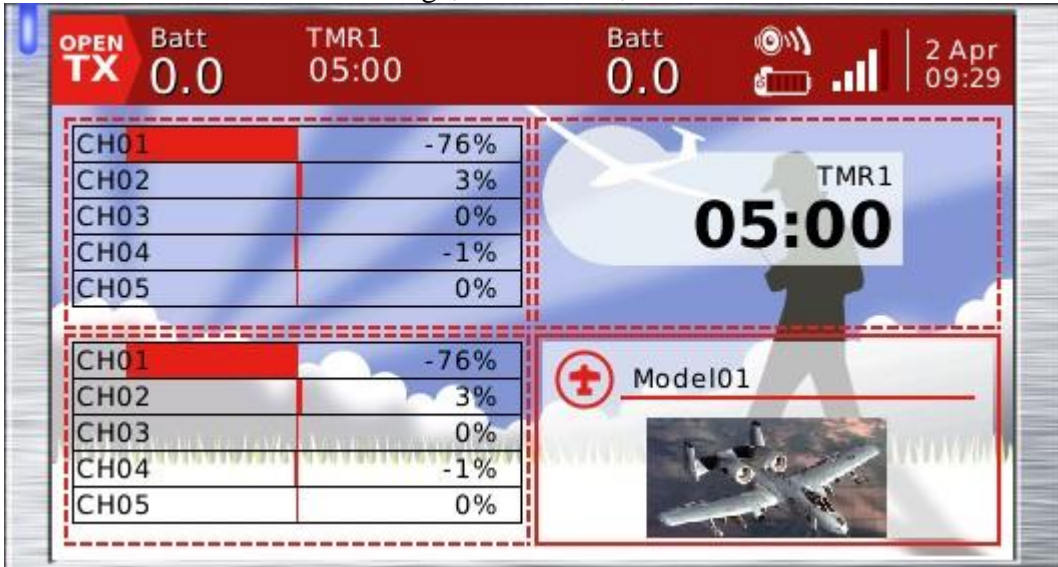 OPEN Batt TMR1 Batt 2 Apr
TX 0.0 05:00 0.0 09:29
CH01 -76%
CH02 3%
CH03 0%
CH04 -1%
CH05 0%
TMR1
05:00
CH01 -76%
CH02 3%
CH03 0%
CH04 -1%
CH05 0%
Model01